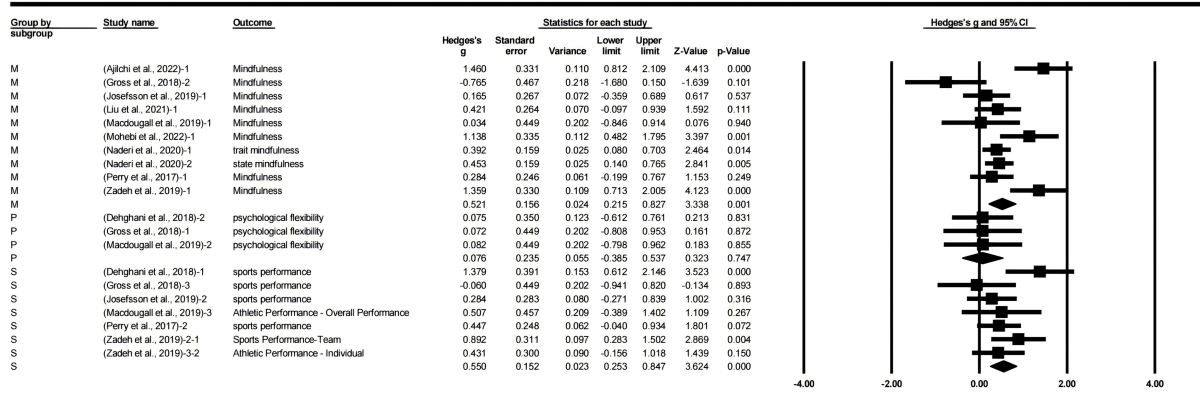 Group by subgroup Study name Outcome Statistics for each study Hedges's g and 95% CI
Hedges's g Standard error Variance Lower limit Upper limit Z-Value p-Value
M (Ajilchi et al., 2022)-1 Mindfulness 1.460 0.331 0.110 0.812 2.109 4.413 0.000
M (Gross et al., 2018)-2 Mindfulness -0.765 0.467 0.218 -1.680 0.150 -1.639 0.101
M (Josefsson et al., 2019)-1 Mindfulness 0.165 0.267 0.072 -0.359 0.689 0.617 0.537
M (Liu et al., 2021)-1 Mindfulness 0.421 0.264 0.070 -0.097 0.939 1.592 0.111
M (Macdougall et al., 2019)-1 Mindfulness 0.034 0.449 0.202 -0.846 0.914 0.076 0.940
M (Mohebi et al., 2022)-1 Mindfulness 1.138 0.335 0.112 0.482 1.795 3.397 0.001
M (Naderi et al., 2020)-1 trait mindfulness 0.392 0.159 0.025 0.080 0.703 2.464 0.014
M (Naderi et al., 2020)-2 state mindfulness 0.453 0.159 0.025 0.140 0.765 2.841 0.005
M (Perry et al., 2017)-1 Mindfulness 0.284 0.246 0.061 -0.199 0.767 1.153 0.249
M (Zadeh et al., 2019)-1 Mindfulness 1.359 0.330 0.109 0.713 2.005 4.123 0.000
M 0.521 0.156 0.024 0.215 0.827 3.338 0.001
P (Dehghani et al., 2018)-2 psychological flexibility 0.075 0.350 0.123 -0.612 0.761 0.213 0.831
P (Gross et al., 2018)-1 psychological flexibility 0.072 0.449 0.202 -0.808 0.953 0.161 0.872
P (Macdougall et al., 2019)-2 psychological flexibility 0.082 0.449 0.202 -0.798 0.962 0.183 0.855
P 0.076 0.235 0.055 -0.385 0.537 0.323 0.747
S (Dehghani et al., 2018)-1 sports performance 1.379 0.391 0.153 0.612 2.146 3.523 0.000
S (Gross et al., 2018)-3 sports performance -0.060 0.449 0.202 -0.941 0.820 -0.134 0.893
S (Josefsson et al., 2019)-2 sports performance 0.284 0.283 0.080 -0.271 0.839 1.002 0.316
S (Macdougall et al., 2019)-3 Athletic Performance - Overall Performance 0.507 0.457 0.209 -0.389 1.402 1.109 0.267
S (Perry et al., 2017)-2 sports performance 0.447 0.248 0.062 -0.040 0.934 1.801 0.072
S (Zadeh et al., 2019)-2-1 Sports Performance-Team 0.892 0.311 0.097 0.283 1.502 2.869 0.004
S (Zadeh et al., 2019)-3-2 Athletic Performance - Individual 0.431 0.300 0.090 -0.156 1.018 1.439 0.150
S 0.550 0.152 0.023 0.253 0.847 3.624 0.000
-4.00 -2.00 0.00 2.00 4.00